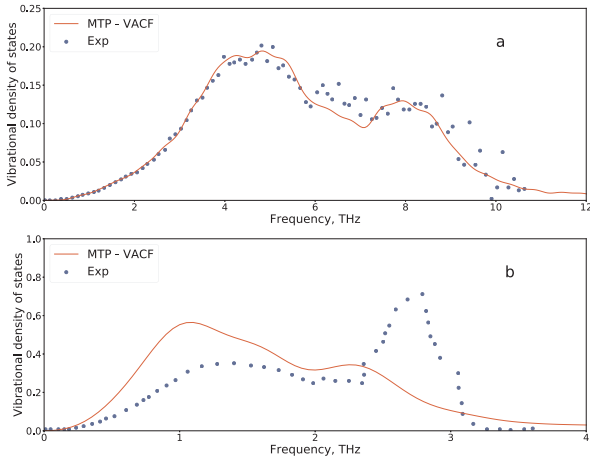 0.25
MTP – VACF
Exp
a
0.20
0.15
0.10
0.05
0.00
Vibrational density of states
0 2 4 6 8 10 12
Frequency, THz
1.0
MTP – VACF
Exp
b
0.8
0.6
0.4
0.2
0.0
Vibrational density of states
0 1 2 3 4
Frequency, THz